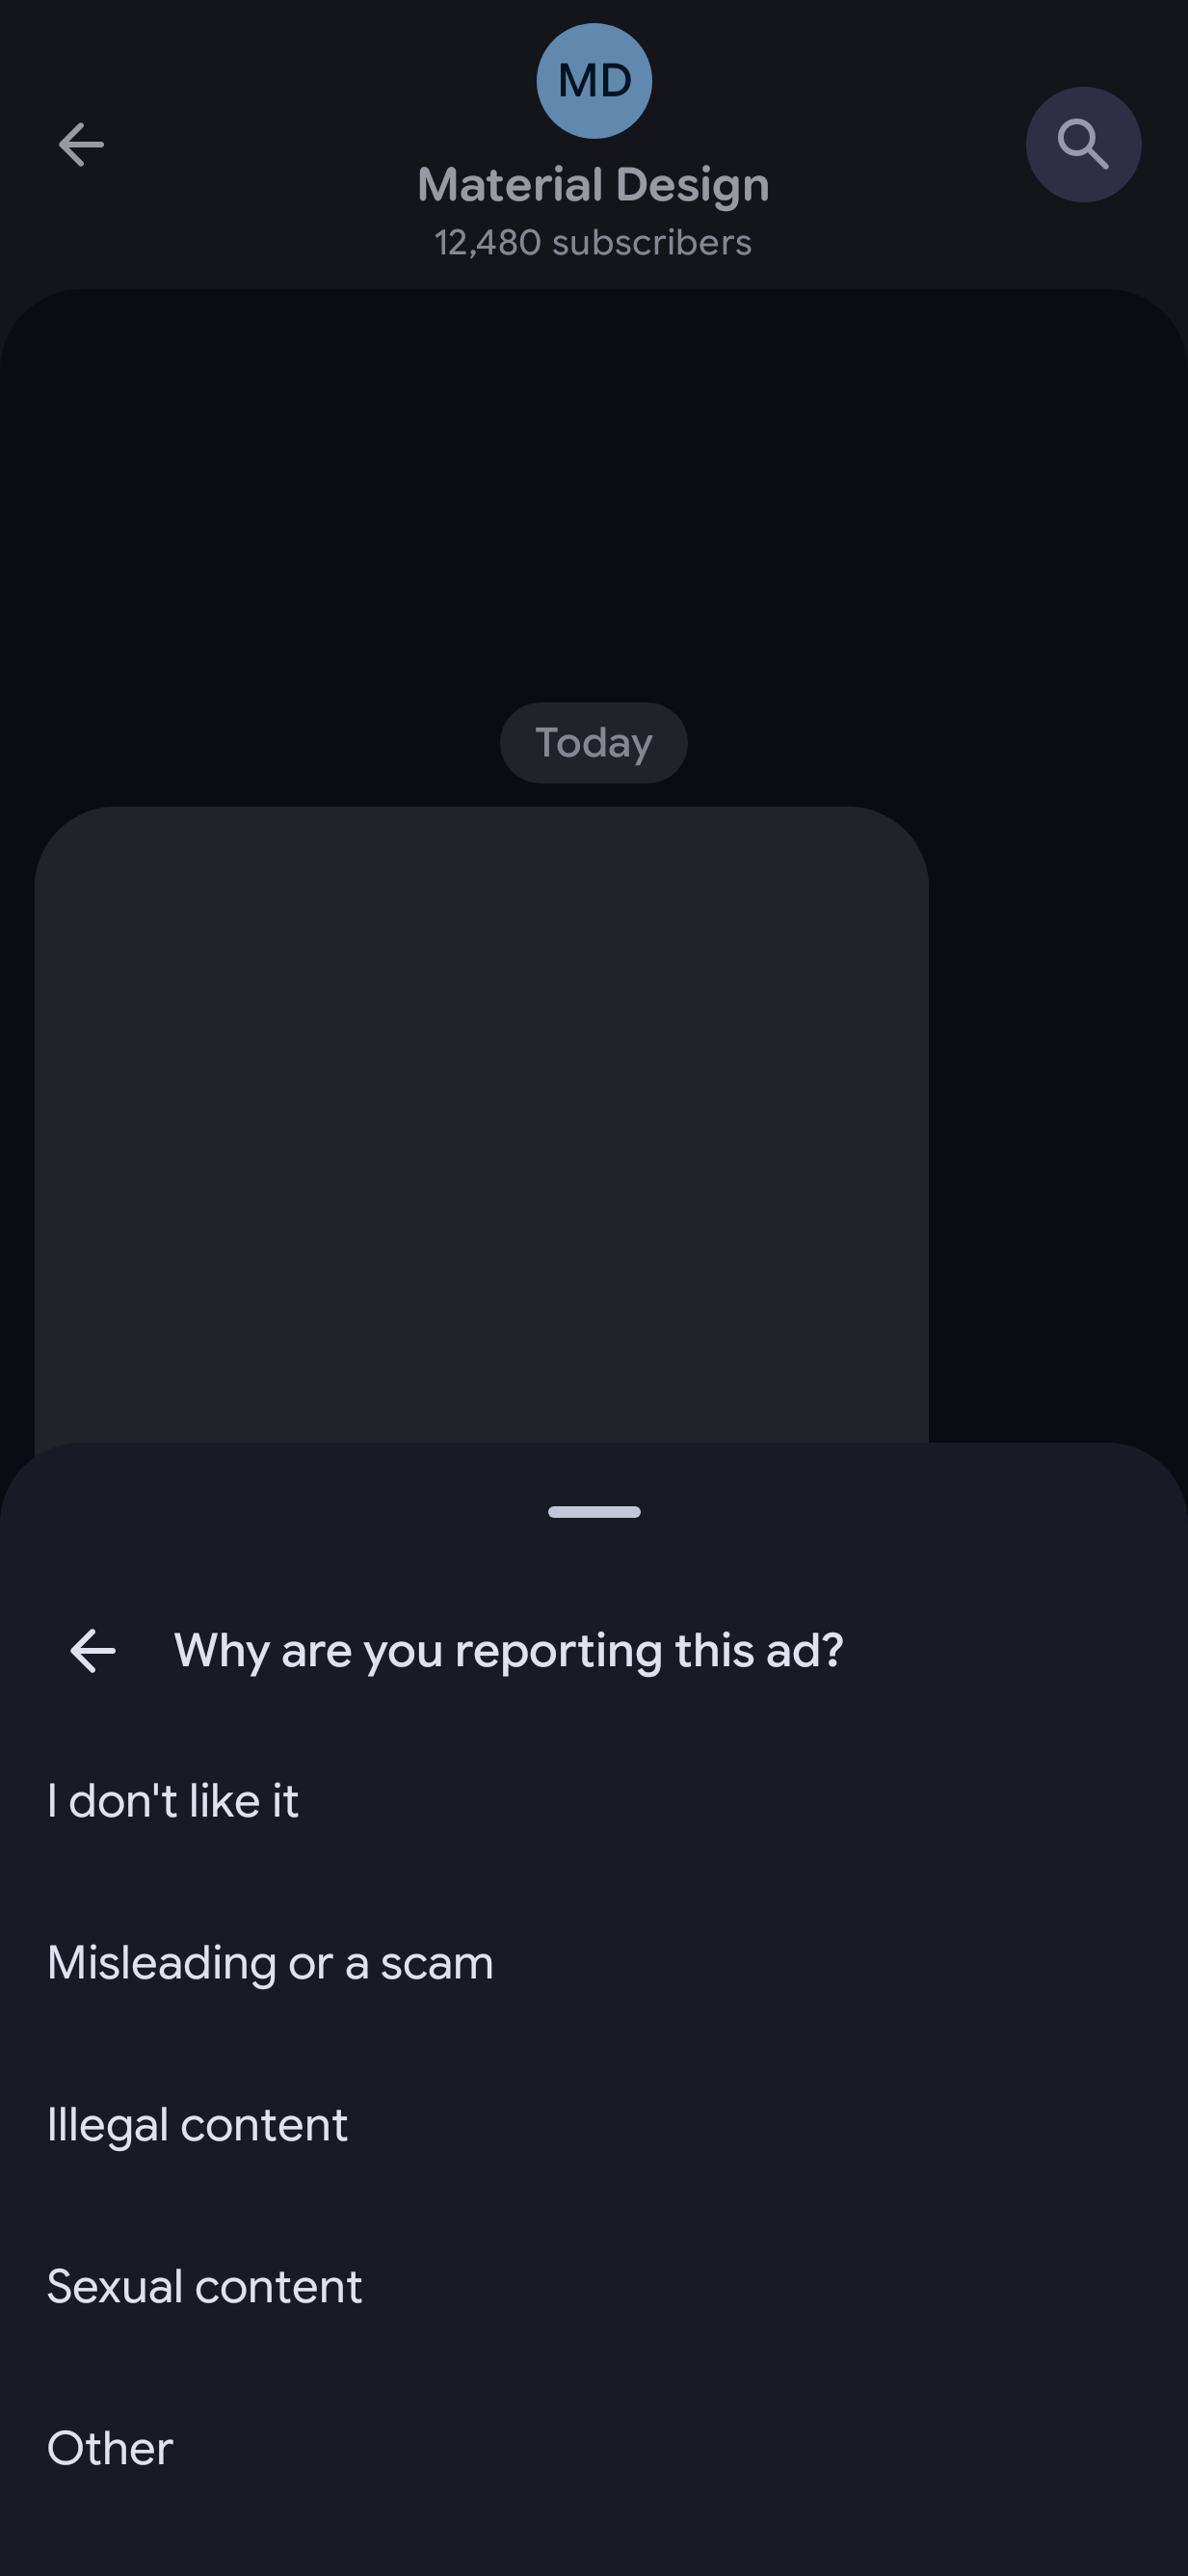 MD
Material Design
12,480 subscribers
Today
Why are you reporting this ad?
I don't like it
Misleading or a scam
Illegal content
Sexual content
Other